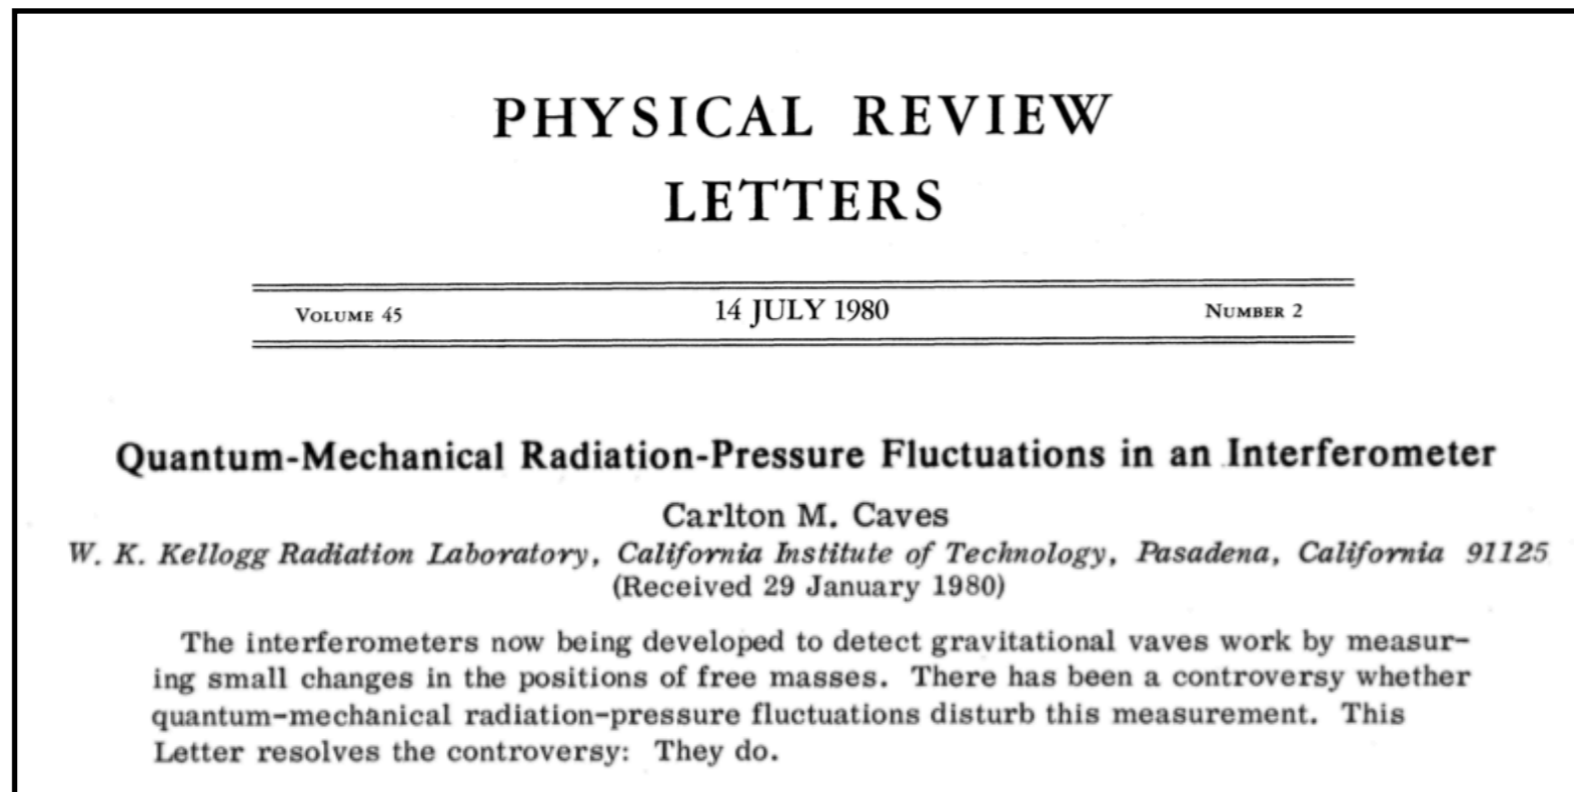 PHYSICAL REVIEW
LETTERS
VOLUME 45
14 JULY 1980
NUMBER 2
Quantum-Mechanical Radiation-Pressure Fluctuations in an Interferometer
Carlton M. Caves
W. K. Kellogg Radiation Laboratory, California Institute of Technology, Pasadena, California 91125
(Received 29 January 1980)
The interferometers now being developed to detect gravitational vaves work by measur-
ing small changes in the positions of free masses. There has been a controversy whether
quantum-mechanical radiation-pressure fluctuations disturb this measurement. This
Letter resolves the controversy: They do.